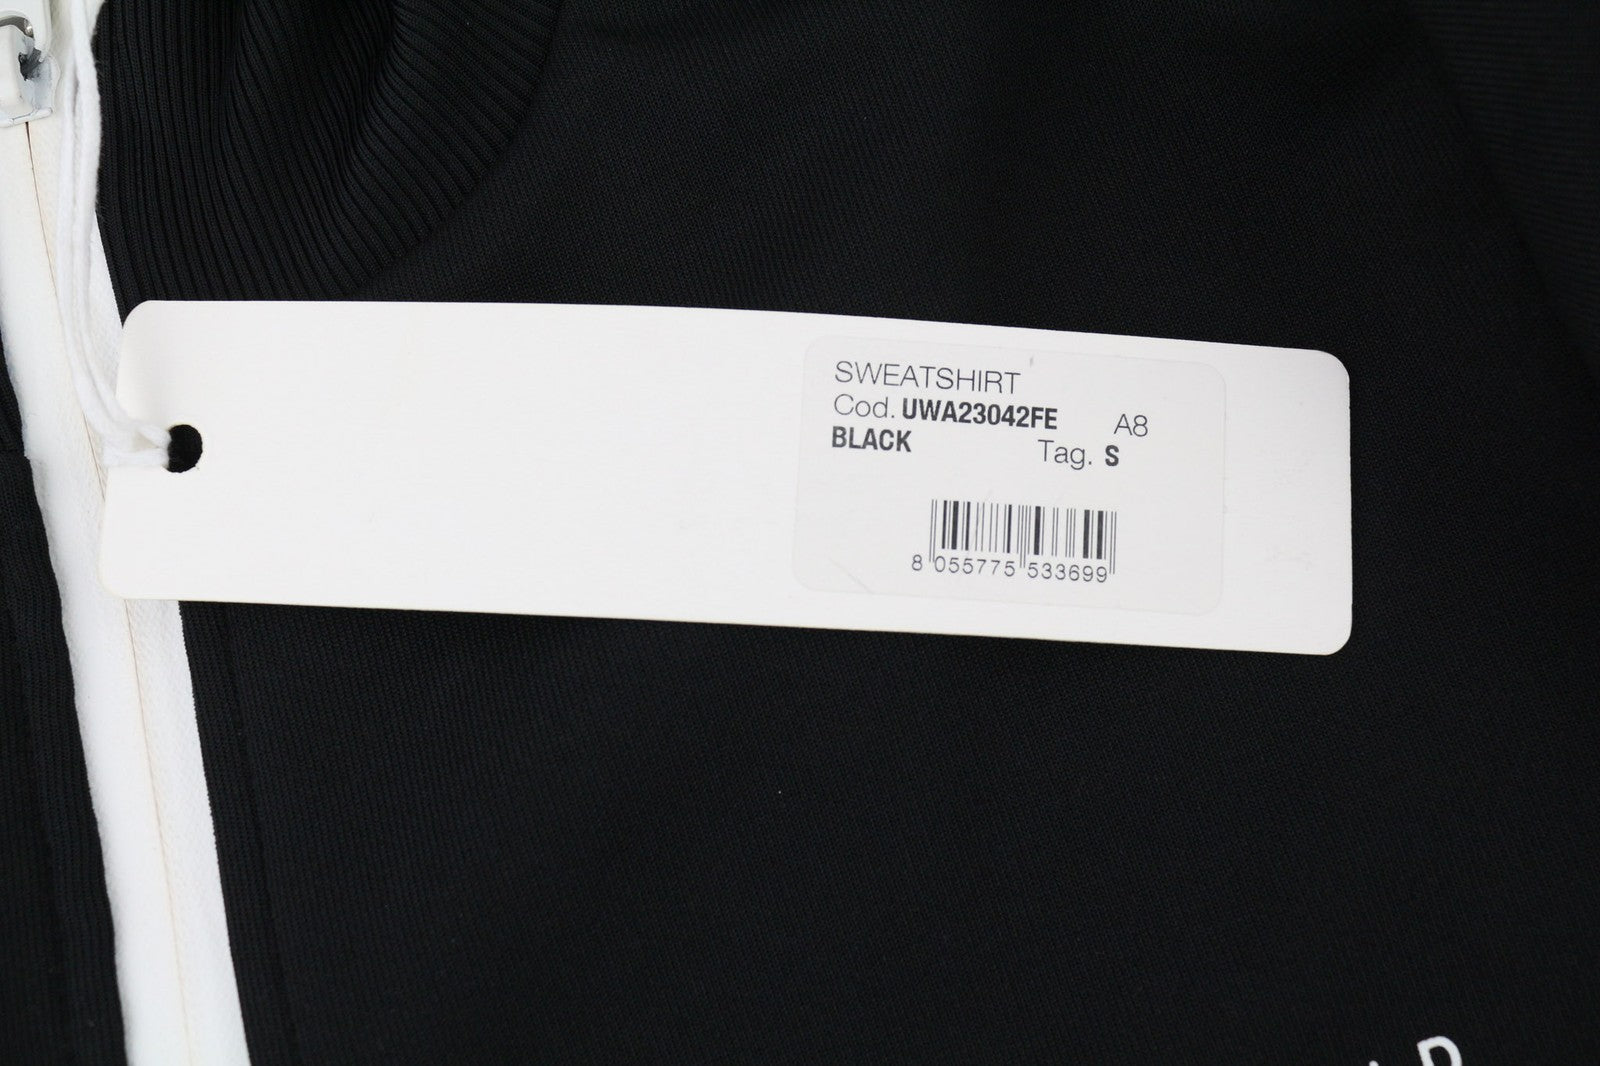 SWEATSHIRT
Cod. UWA23042FE A8
BLACK Tag. S
8 055775 533699